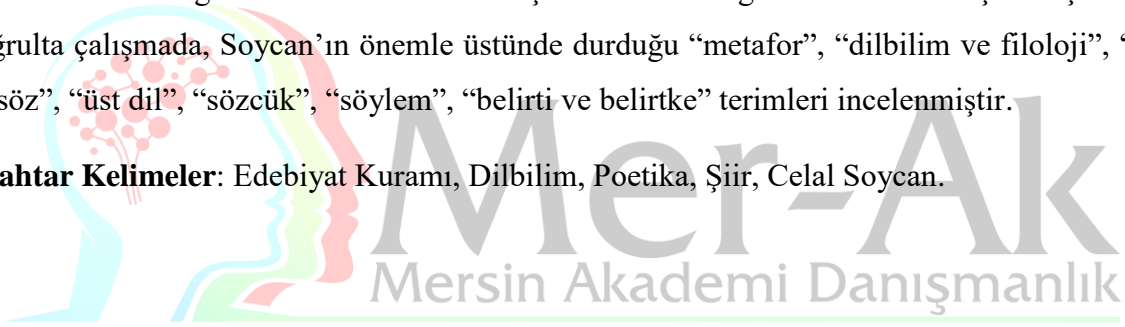 ğrulta çalışmada, Soycan’ın önemle üstünde durduğu “metafor”, “dilbilim ve filoloji”, “
söz”, “üst dil”, “sözcük”, “söylem”, “belirti ve belirtke” terimleri incelenmiştir.
ahtar Kelimeler: Edebiyat Kuramı, Dilbilim, Poetika, Şiir, Celal Soycan.
Mer-Ak
Mersin Akademi Danışmanlık